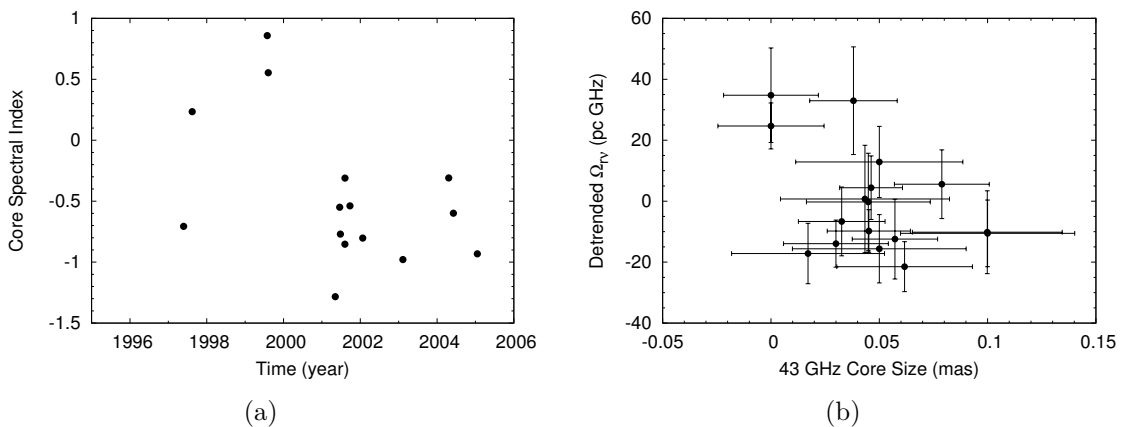 1
0.5
0
-0.5
-1
-1.5
Core Spectral Index
1996 1998 2000 2002 2004 2006
Time (year)
(a)
60
40
20
0
-20
-40
Detrended Ωrν (pc GHz)
-0.05 0 0.05 0.1 0.15
43 GHz Core Size (mas)
(b)